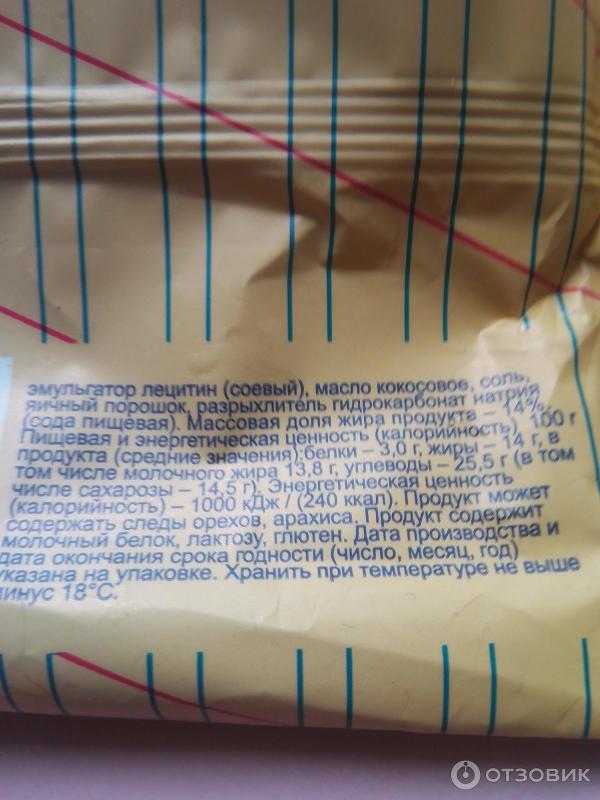 эмульгатор лецитин (соевый), масло кокосовое, соль,
яичный порошок, разрыхлитель гидрокарбонат натрия
(сода пищевая). Массовая доля жира продукта – 14%.
Пищевая и энергетическая ценность (калорийность) 100 г
продукта (средние значения):белки – 3,0 г, жиры – 14 г, в
том числе молочного жира 13,8 г, углеводы – 25,5 г (в том
числе сахарозы – 14,5 г). Энергетическая ценность
(калорийность) – 1000 кДж / (240 ккал). Продукт может
содержать следы орехов, арахиса. Продукт содержит
молочный белок, лактозу, глютен. Дата производства и
дата окончания срока годности (число, месяц, год)
указана на упаковке. Хранить при температуре не выше
минус 18°С.
ОТЗОВИК